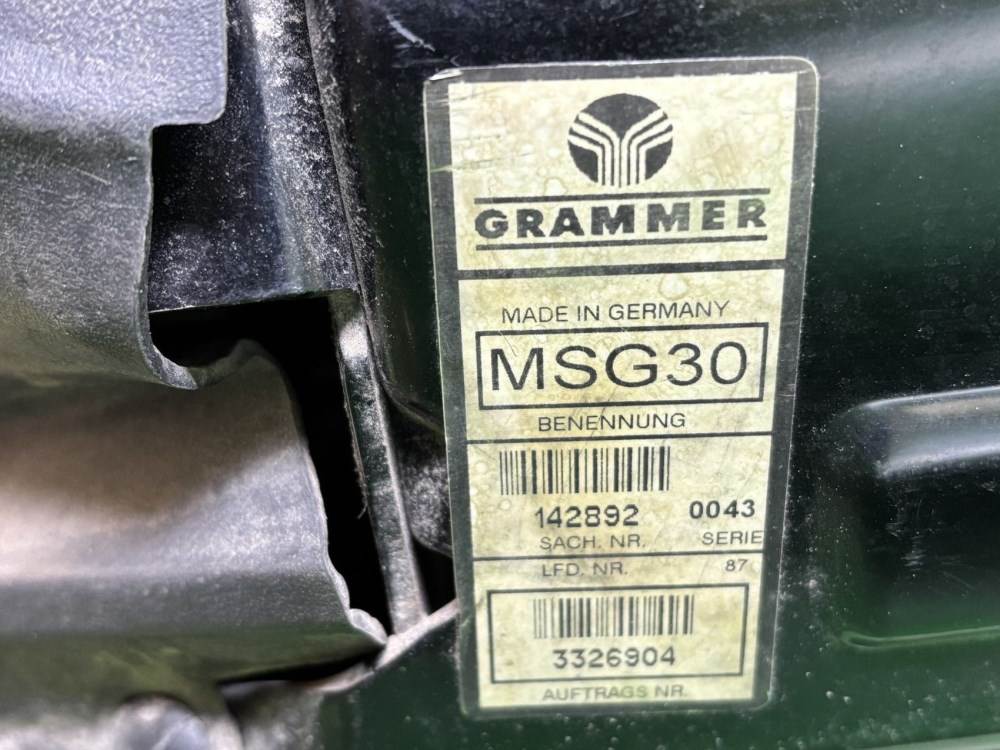 GRAMMER
MADE IN GERMANY
MSG30
BENENNUNG
142892 0043
SACH. NR. SERIE
LFD. NR. 87
3326904
AUFTRAGS NR.